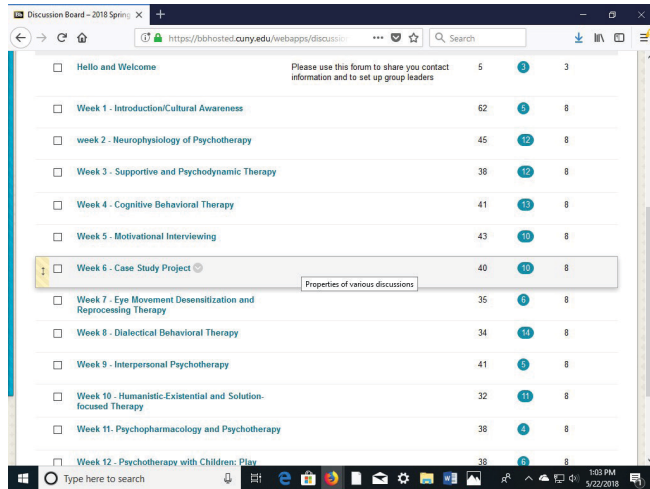 Discussion Board – 2018 Spring
https://bbhosted.cuny.edu/webapps/discussion
Search
Hello and Welcome
Please use this forum to share you contact
information and to set up group leaders
5 3 3
Week 1 - Introduction/Cultural Awareness 62 5 8
week 2 - Neurophysiology of Psychotherapy 45 12 8
Week 3 - Supportive and Psychodynamic Therapy 38 12 8
Week 4 - Cognitive Behavioral Therapy 41 13 8
Week 5 - Motivational Interviewing 43 10 8
Week 6 - Case Study Project 40 10 8
Properties of various discussions
Week 7 - Eye Movement Desensitization and 35 6 8
Reprocessing Therapy
Week 8 - Dialectical Behavioral Therapy 34 14 8
Week 9 - Interpersonal Psychotherapy 41 5 8
Week 10 - Humanistic-Existential and Solution- 32 11 8
focused Therapy
Week 11- Psychopharmacology and Psychotherapy 38 4 8
Week 12 - Psychotherapy with Children: Play 38 6 8
Type here to search
1:03 PM
5/22/2018